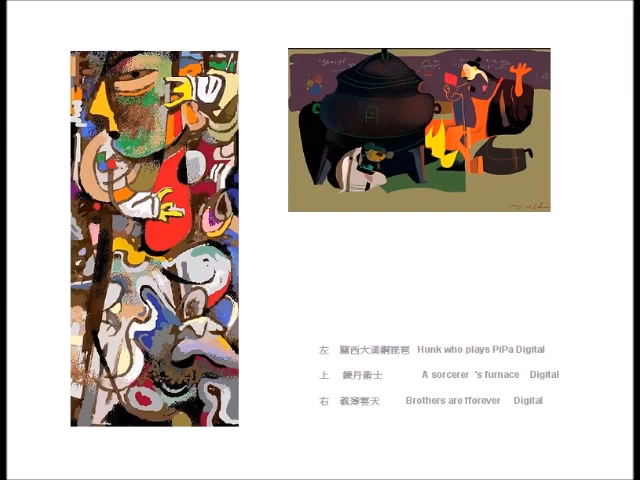 左 關西大漢銅琵琶 Hunk who plays PiPa Digital
上 鍊丹術士 A sorcerer 's furnace Digital
右 義薄雲天 Brothers are fforever Digital